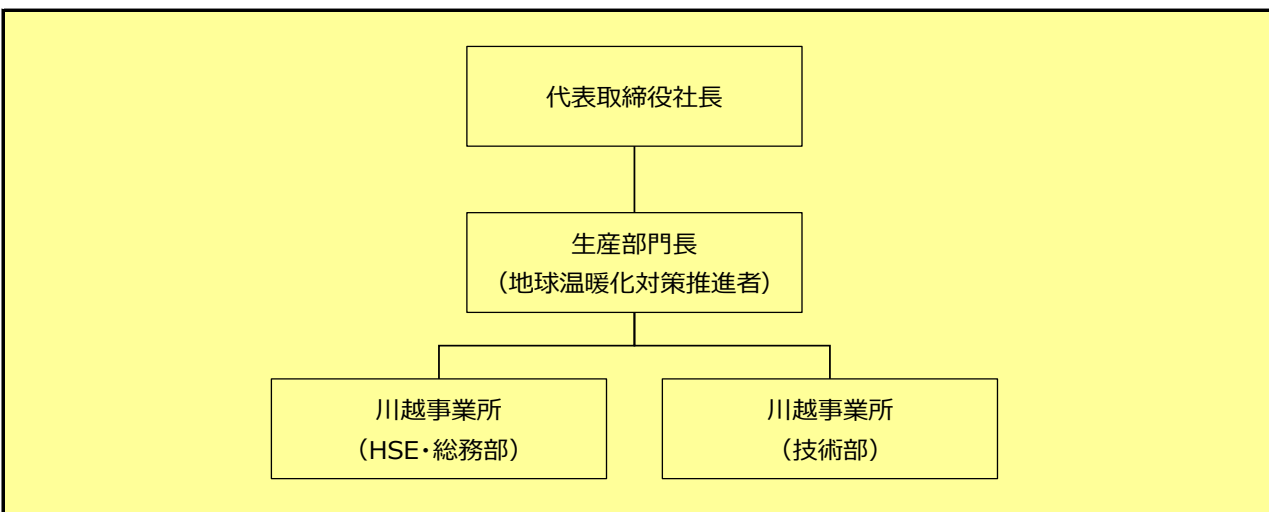 代表取締役社長
生産部門長
（地球温暖化対策推進者）
川越事業所
（HSE・総務部）
川越事業所
（技術部）